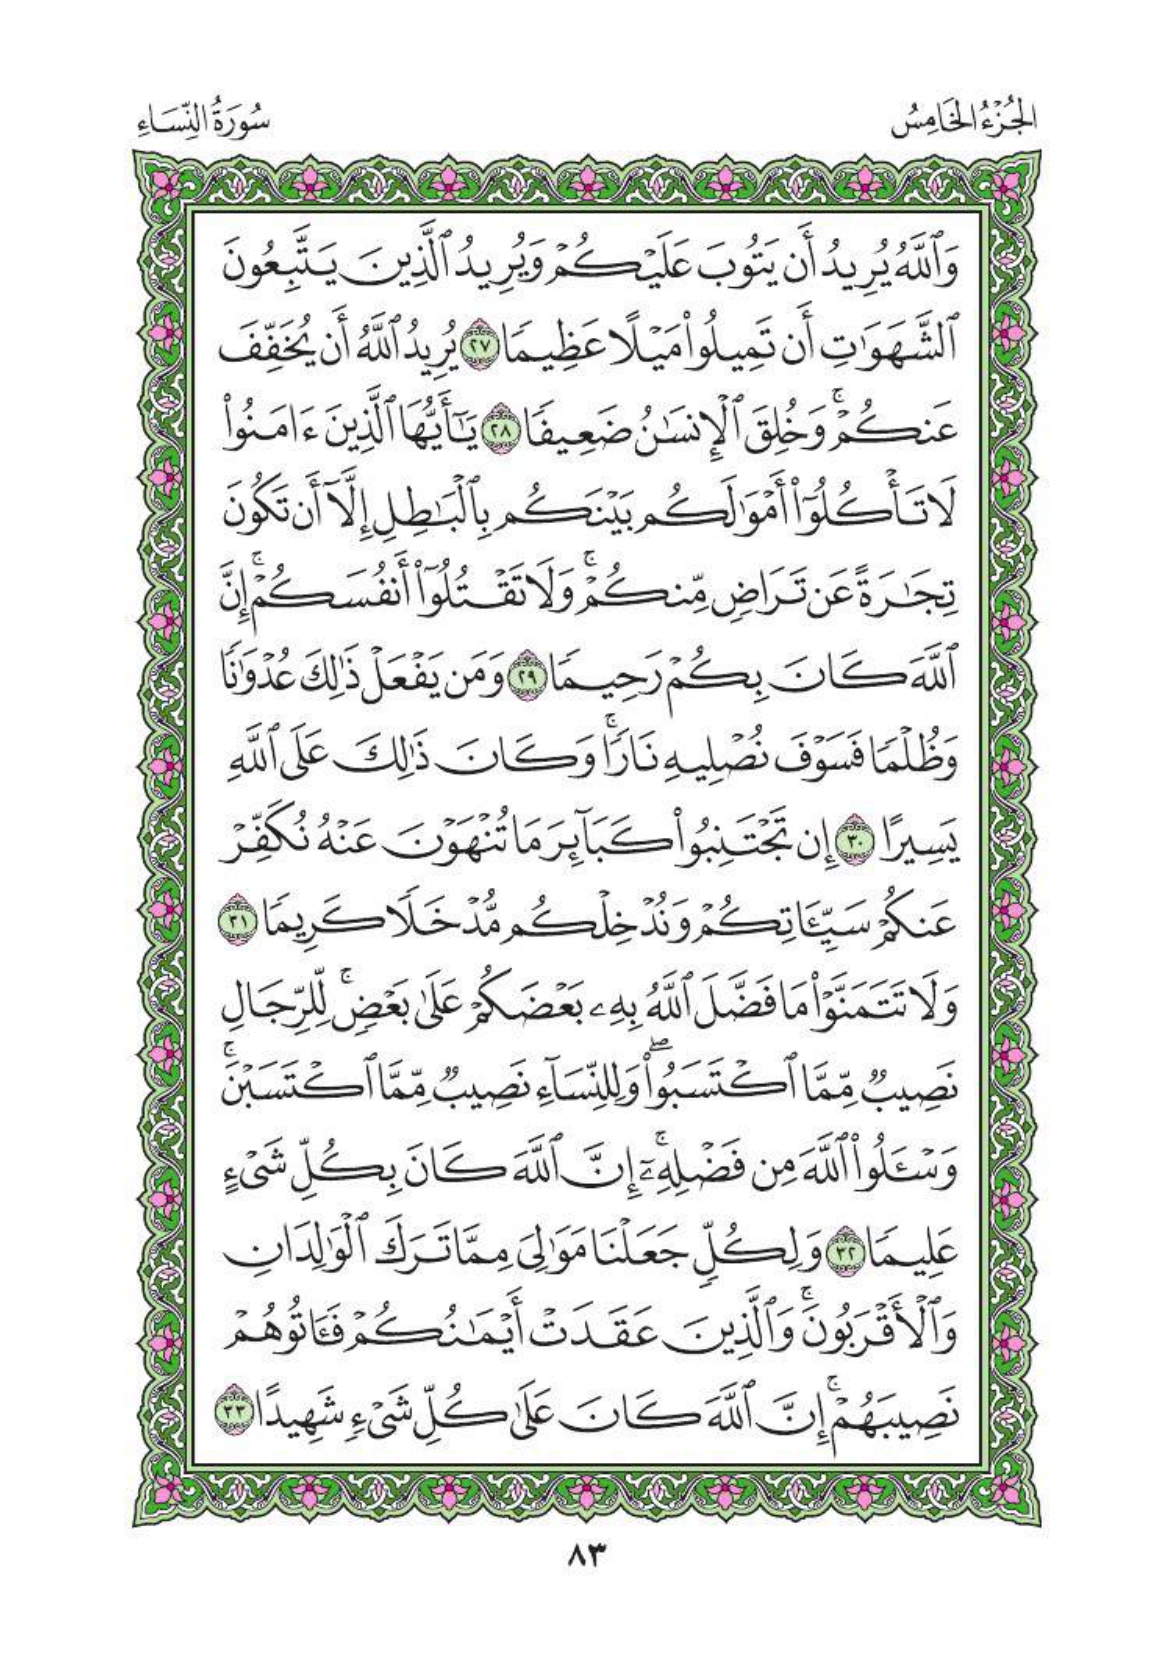 الجُزْءُ الخَامِسُ
سُورَةُ النِّسَاءِ
وَٱللَّهُ يُرِيدُ أَن يَتُوبَ عَلَيْكُمْ وَيُرِيدُ ٱلَّذِينَ يَتَّبِعُونَ
ٱلشَّهَوَٰتِ أَن تَمِيلُوا۟ مَيْلًا عَظِيمًا ٢٧ يُرِيدُ ٱللَّهُ أَن يُخَفِّفَ
عَنكُمْ ۚ وَخُلِقَ ٱلْإِنسَٰنُ ضَعِيفًا ٢٨ يَٰٓأَيُّهَا ٱلَّذِينَ ءَامَنُوا۟
لَا تَأْكُلُوٓا۟ أَمْوَٰلَكُم بَيْنَكُم بِٱلْبَٰطِلِ إِلَّآ أَن تَكُونَ
تِجَٰرَةً عَن تَرَاضٍ مِّنكُمْ ۚ وَلَا تَقْتُلُوٓا۟ أَنفُسَكُمْ ۚ إِنَّ
ٱللَّهَ كَانَ بِكُمْ رَحِيمًا ٢٩ وَمَن يَفْعَلْ ذَٰلِكَ عُدْوَٰنًا
وَظُلْمًا فَسَوْفَ نُصْلِيهِ نَارًا ۚ وَكَانَ ذَٰلِكَ عَلَى ٱللَّهِ
يَسِيرًا ٣٠ إِن تَجْتَنِبُوا۟ كَبَآئِرَ مَا تُنْهَوْنَ عَنْهُ نُكَفِّرْ
عَنكُمْ سَيِّـَٔاتِكُمْ وَنُدْخِلْكُم مُّدْخَلًا كَرِيمًا ٣١
وَلَا تَتَمَنَّوْا۟ مَا فَضَّلَ ٱللَّهُ بِهِۦ بَعْضَكُمْ عَلَىٰ بَعْضٍ ۚ لِّلرِّجَالِ
نَصِيبٌ مِّمَّا ٱكْتَسَبُوا۟ ۖ وَلِلنِّسَآءِ نَصِيبٌ مِّمَّا ٱكْتَسَبْنَ ۚ
وَسْـَٔلُوا۟ ٱللَّهَ مِن فَضْلِهِۦٓ ۚ إِنَّ ٱللَّهَ كَانَ بِكُلِّ شَىْءٍ
عَلِيمًا ٣٢ وَلِكُلٍّ جَعَلْنَا مَوَٰلِىَ مِمَّا تَرَكَ ٱلْوَٰلِدَانِ
وَٱلْأَقْرَبُونَ ۚ وَٱلَّذِينَ عَقَدَتْ أَيْمَٰنُكُمْ فَـَٔاتُوهُمْ
نَصِيبَهُمْ ۚ إِنَّ ٱللَّهَ كَانَ عَلَىٰ كُلِّ شَىْءٍ شَهِيدًا ٣٣
٨٣